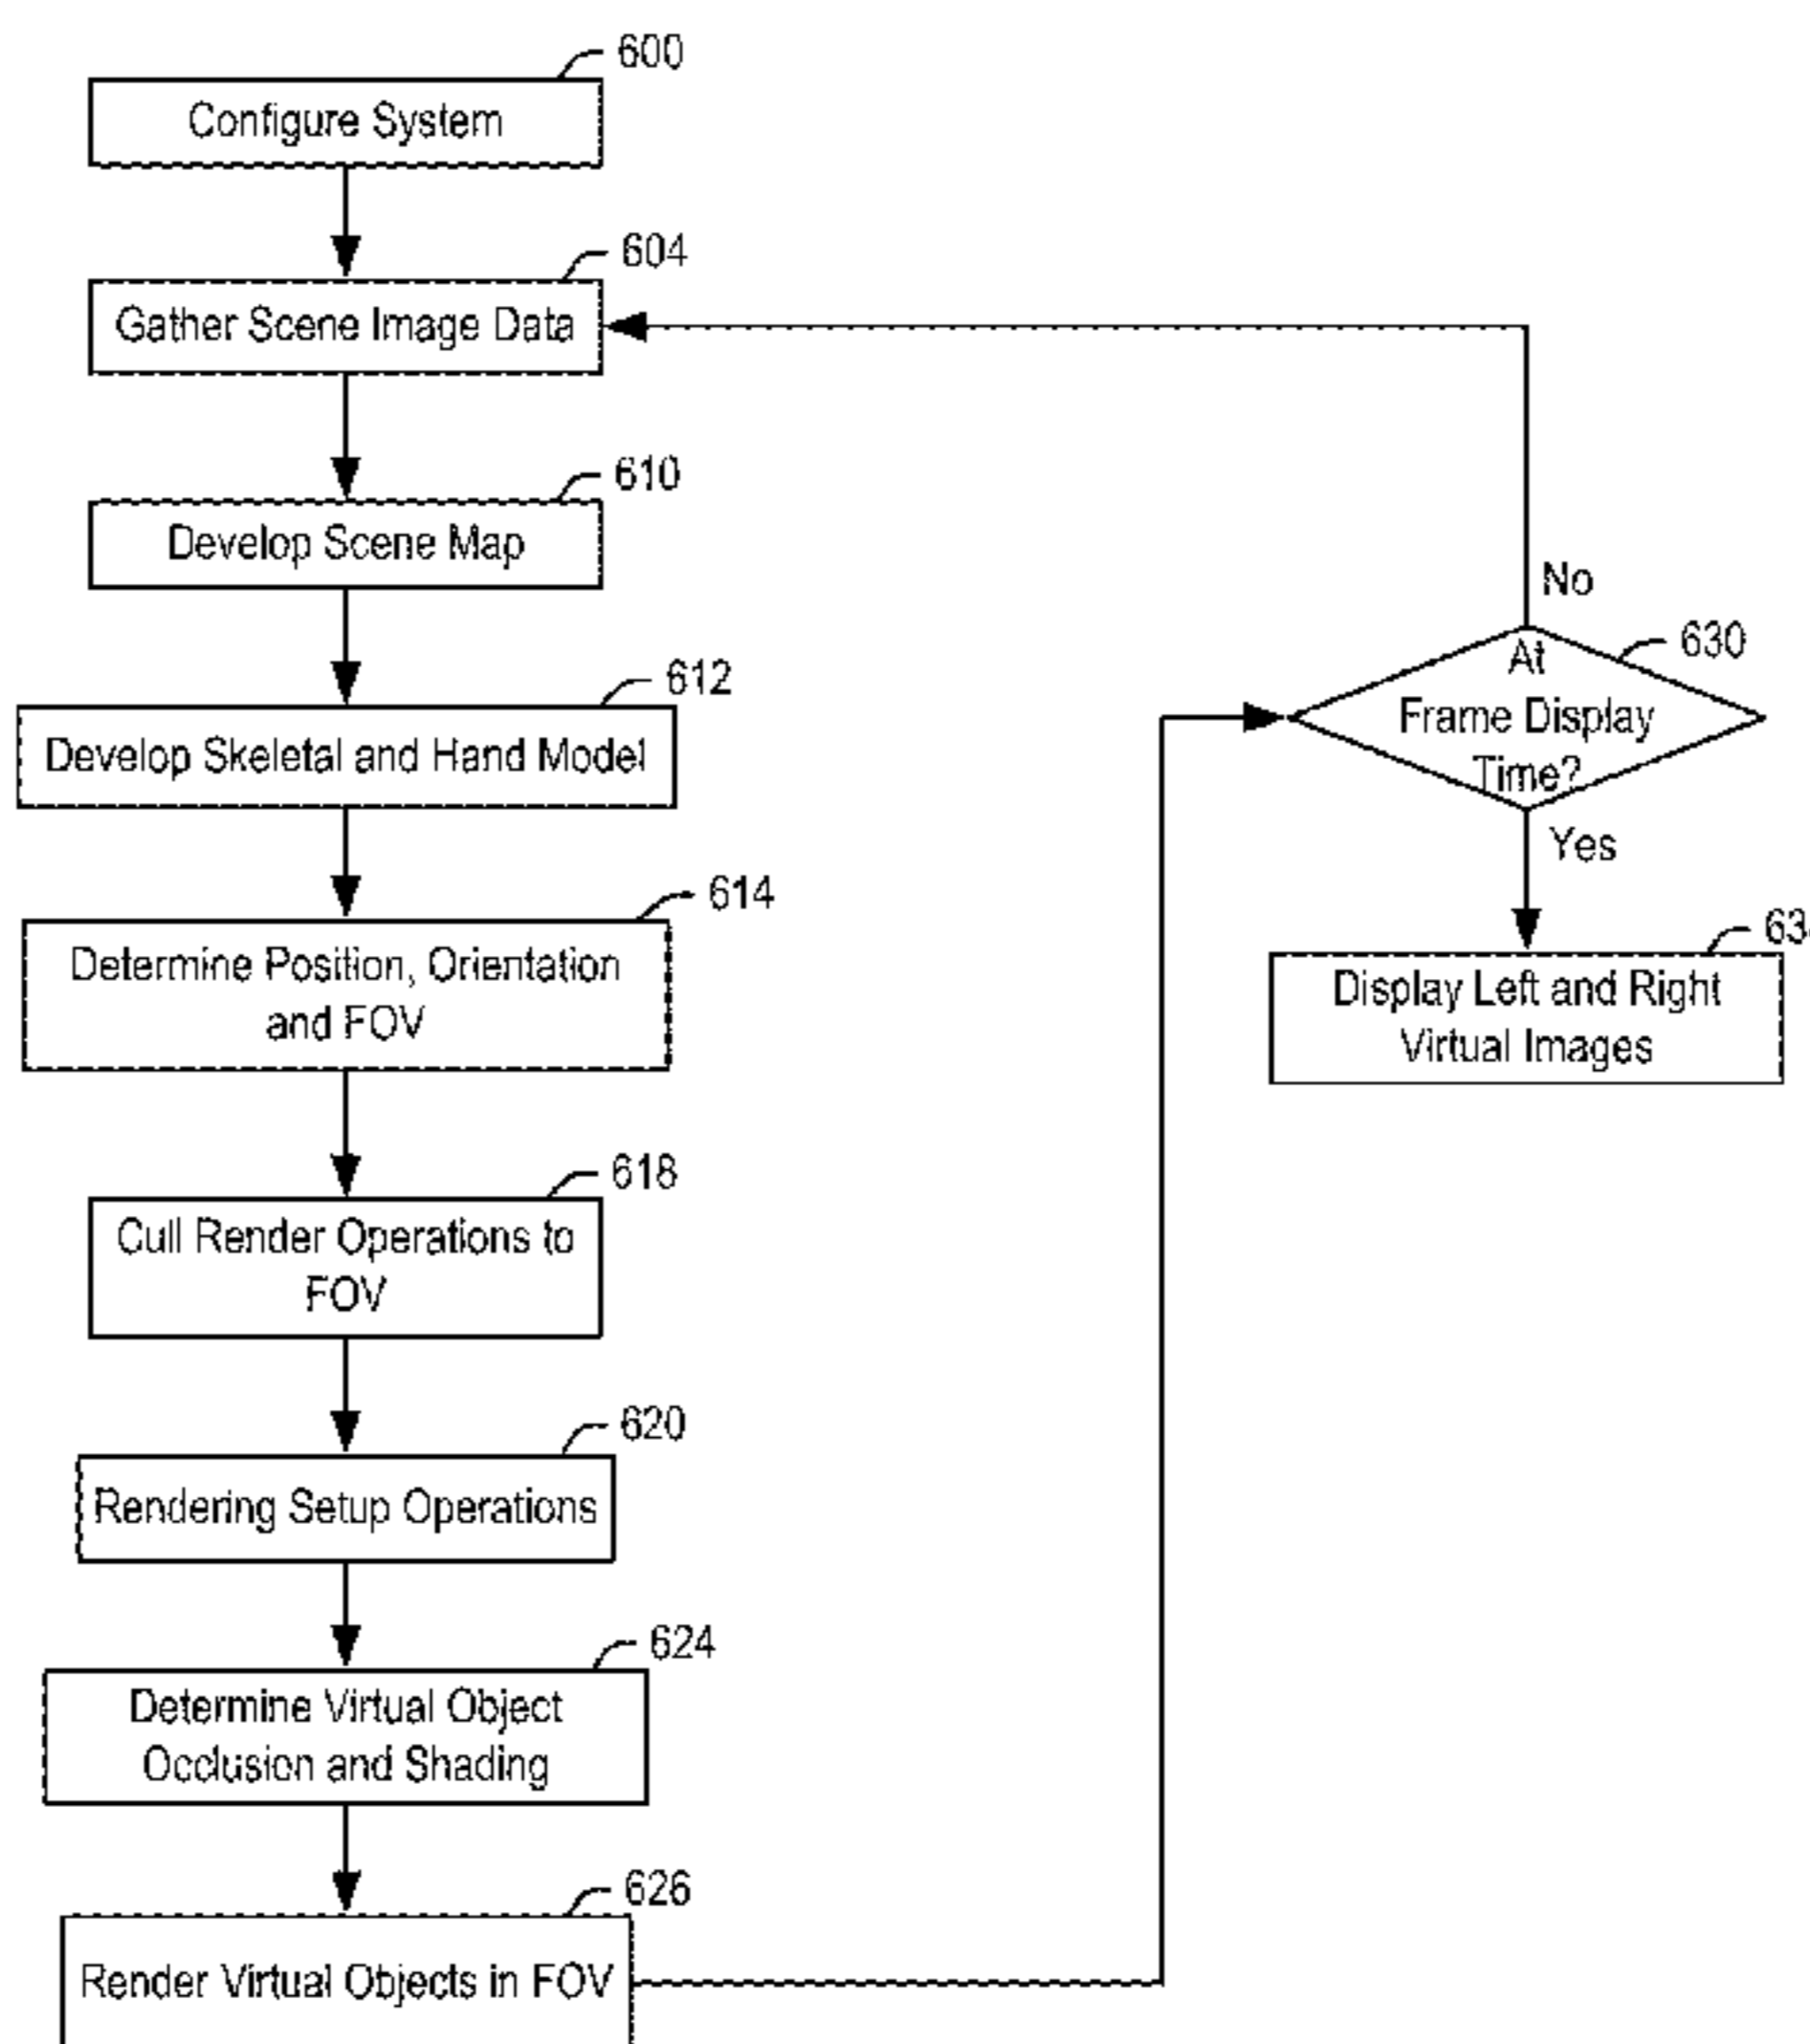 600
Configure System
604
Gather Scene Image Data
610
Develop Scene Map
612
Develop Skeletal and Hand Model
614
Determine Position, Orientation
and FOV
618
Cull Render Operations to
FOV
620
Rendering Setup Operations
624
Determine Virtual Object
Occlusion and Shading
626
Render Virtual Objects in FOV
No
630
At
Frame Display
Time?
Yes
Display Left and Right
Virtual Images